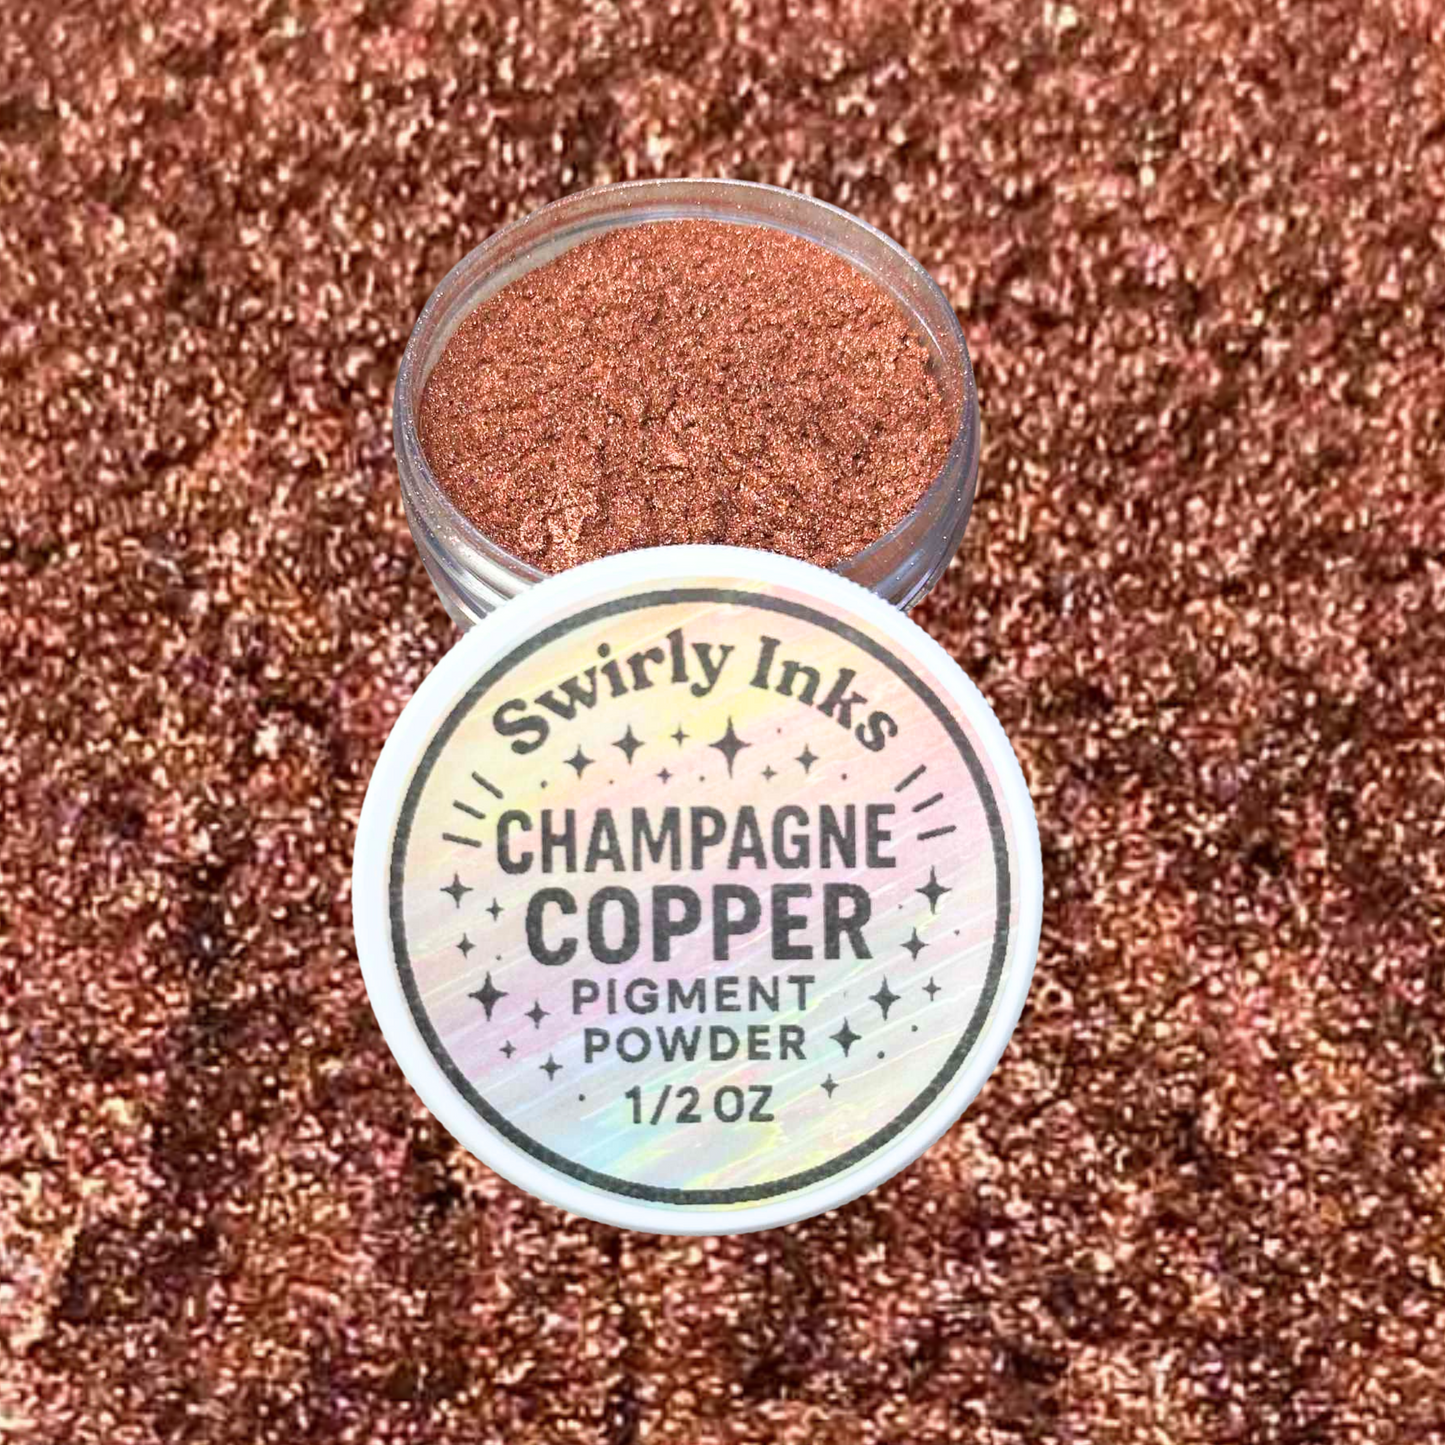 Swirly Inks
CHAMPAGNE
COPPER
PIGMENT
POWDER
1/2 OZ